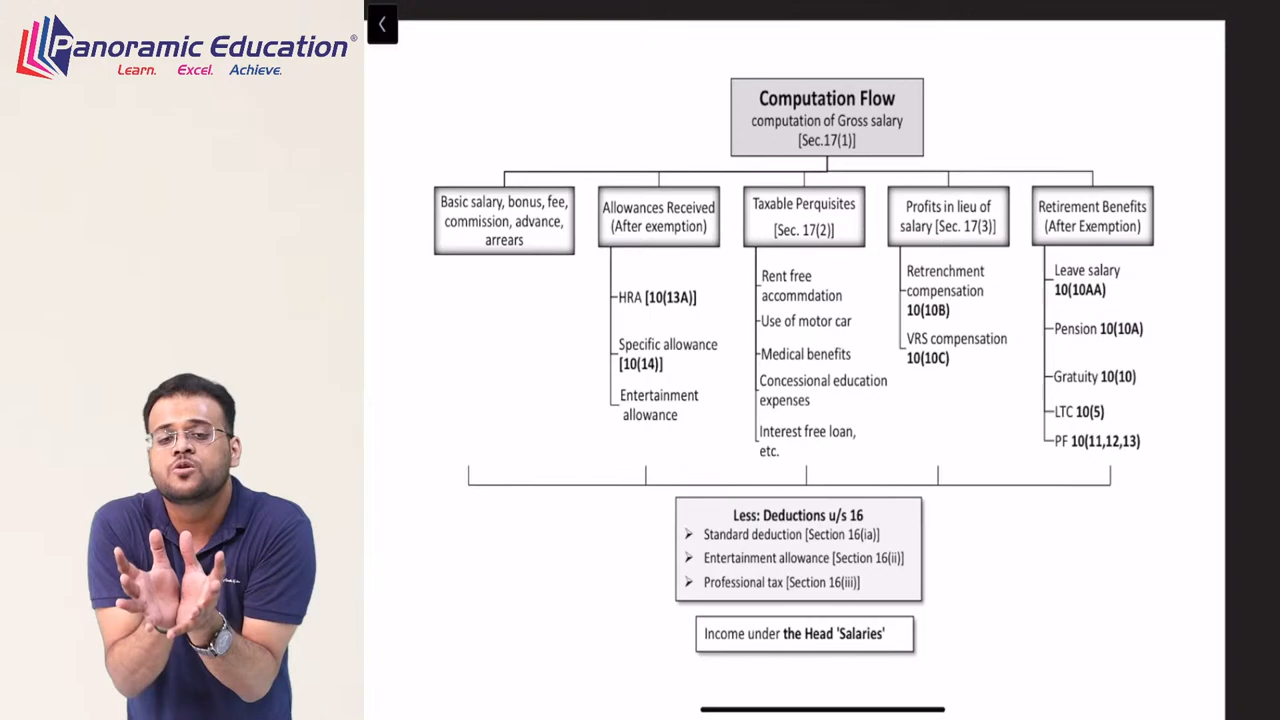 Panoramic Education®
Learn. Excel. Achieve.
Computation Flow
computation of Gross salary
[Sec.17(1)]
Basic salary, bonus, fee,
commission, advance,
arrears
Allowances Received
(After exemption)
HRA [10(13A)]
Specific allowance
[10(14)]
Entertainment
allowance
Taxable Perquisites
[Sec. 17(2)]
Rent free
accommdation
Use of motor car
Medical benefits
Concessional education
expenses
Interest free loan,
etc.
Profits in lieu of
salary [Sec. 17(3)]
Retrenchment
compensation
10(10B)
VRS compensation
10(10C)
Retirement Benefits
(After Exemption)
Leave salary
10(10AA)
Pension 10(10A)
Gratuity 10(10)
LTC 10(5)
PF 10(11,12,13)
Less: Deductions u/s 16
Standard deduction [Section 16(ia)]
Entertainment allowance [Section 16(ii)]
Professional tax [Section 16(iii)]
Income under the Head 'Salaries'